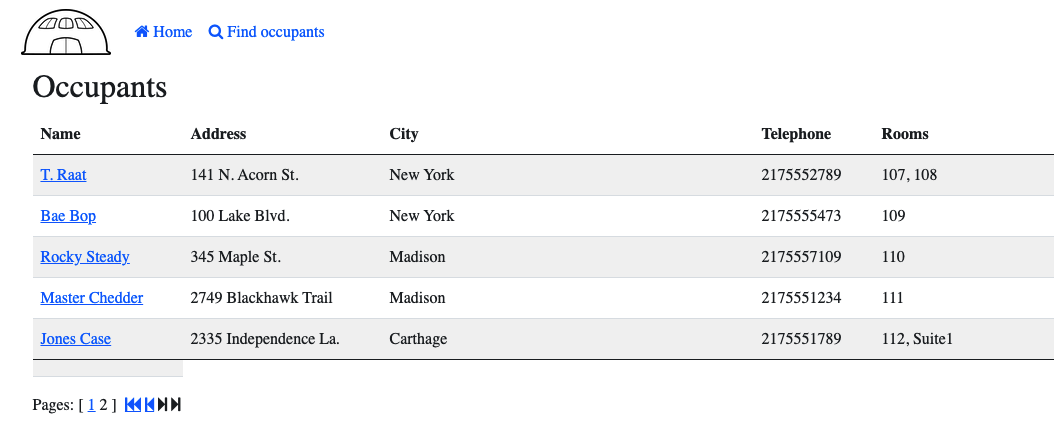 Home Find occupants
Occupants
Name Address City Telephone Rooms
T. Raat 141 N. Acorn St. New York 2175552789 107, 108
Bae Bop 100 Lake Blvd. New York 2175555473 109
Rocky Steady 345 Maple St. Madison 2175557109 110
Master Chedder 2749 Blackhawk Trail Madison 2175551234 111
Jones Case 2335 Independence La. Carthage 2175551789 112, Suite1
Pages: [ 1 2 ]